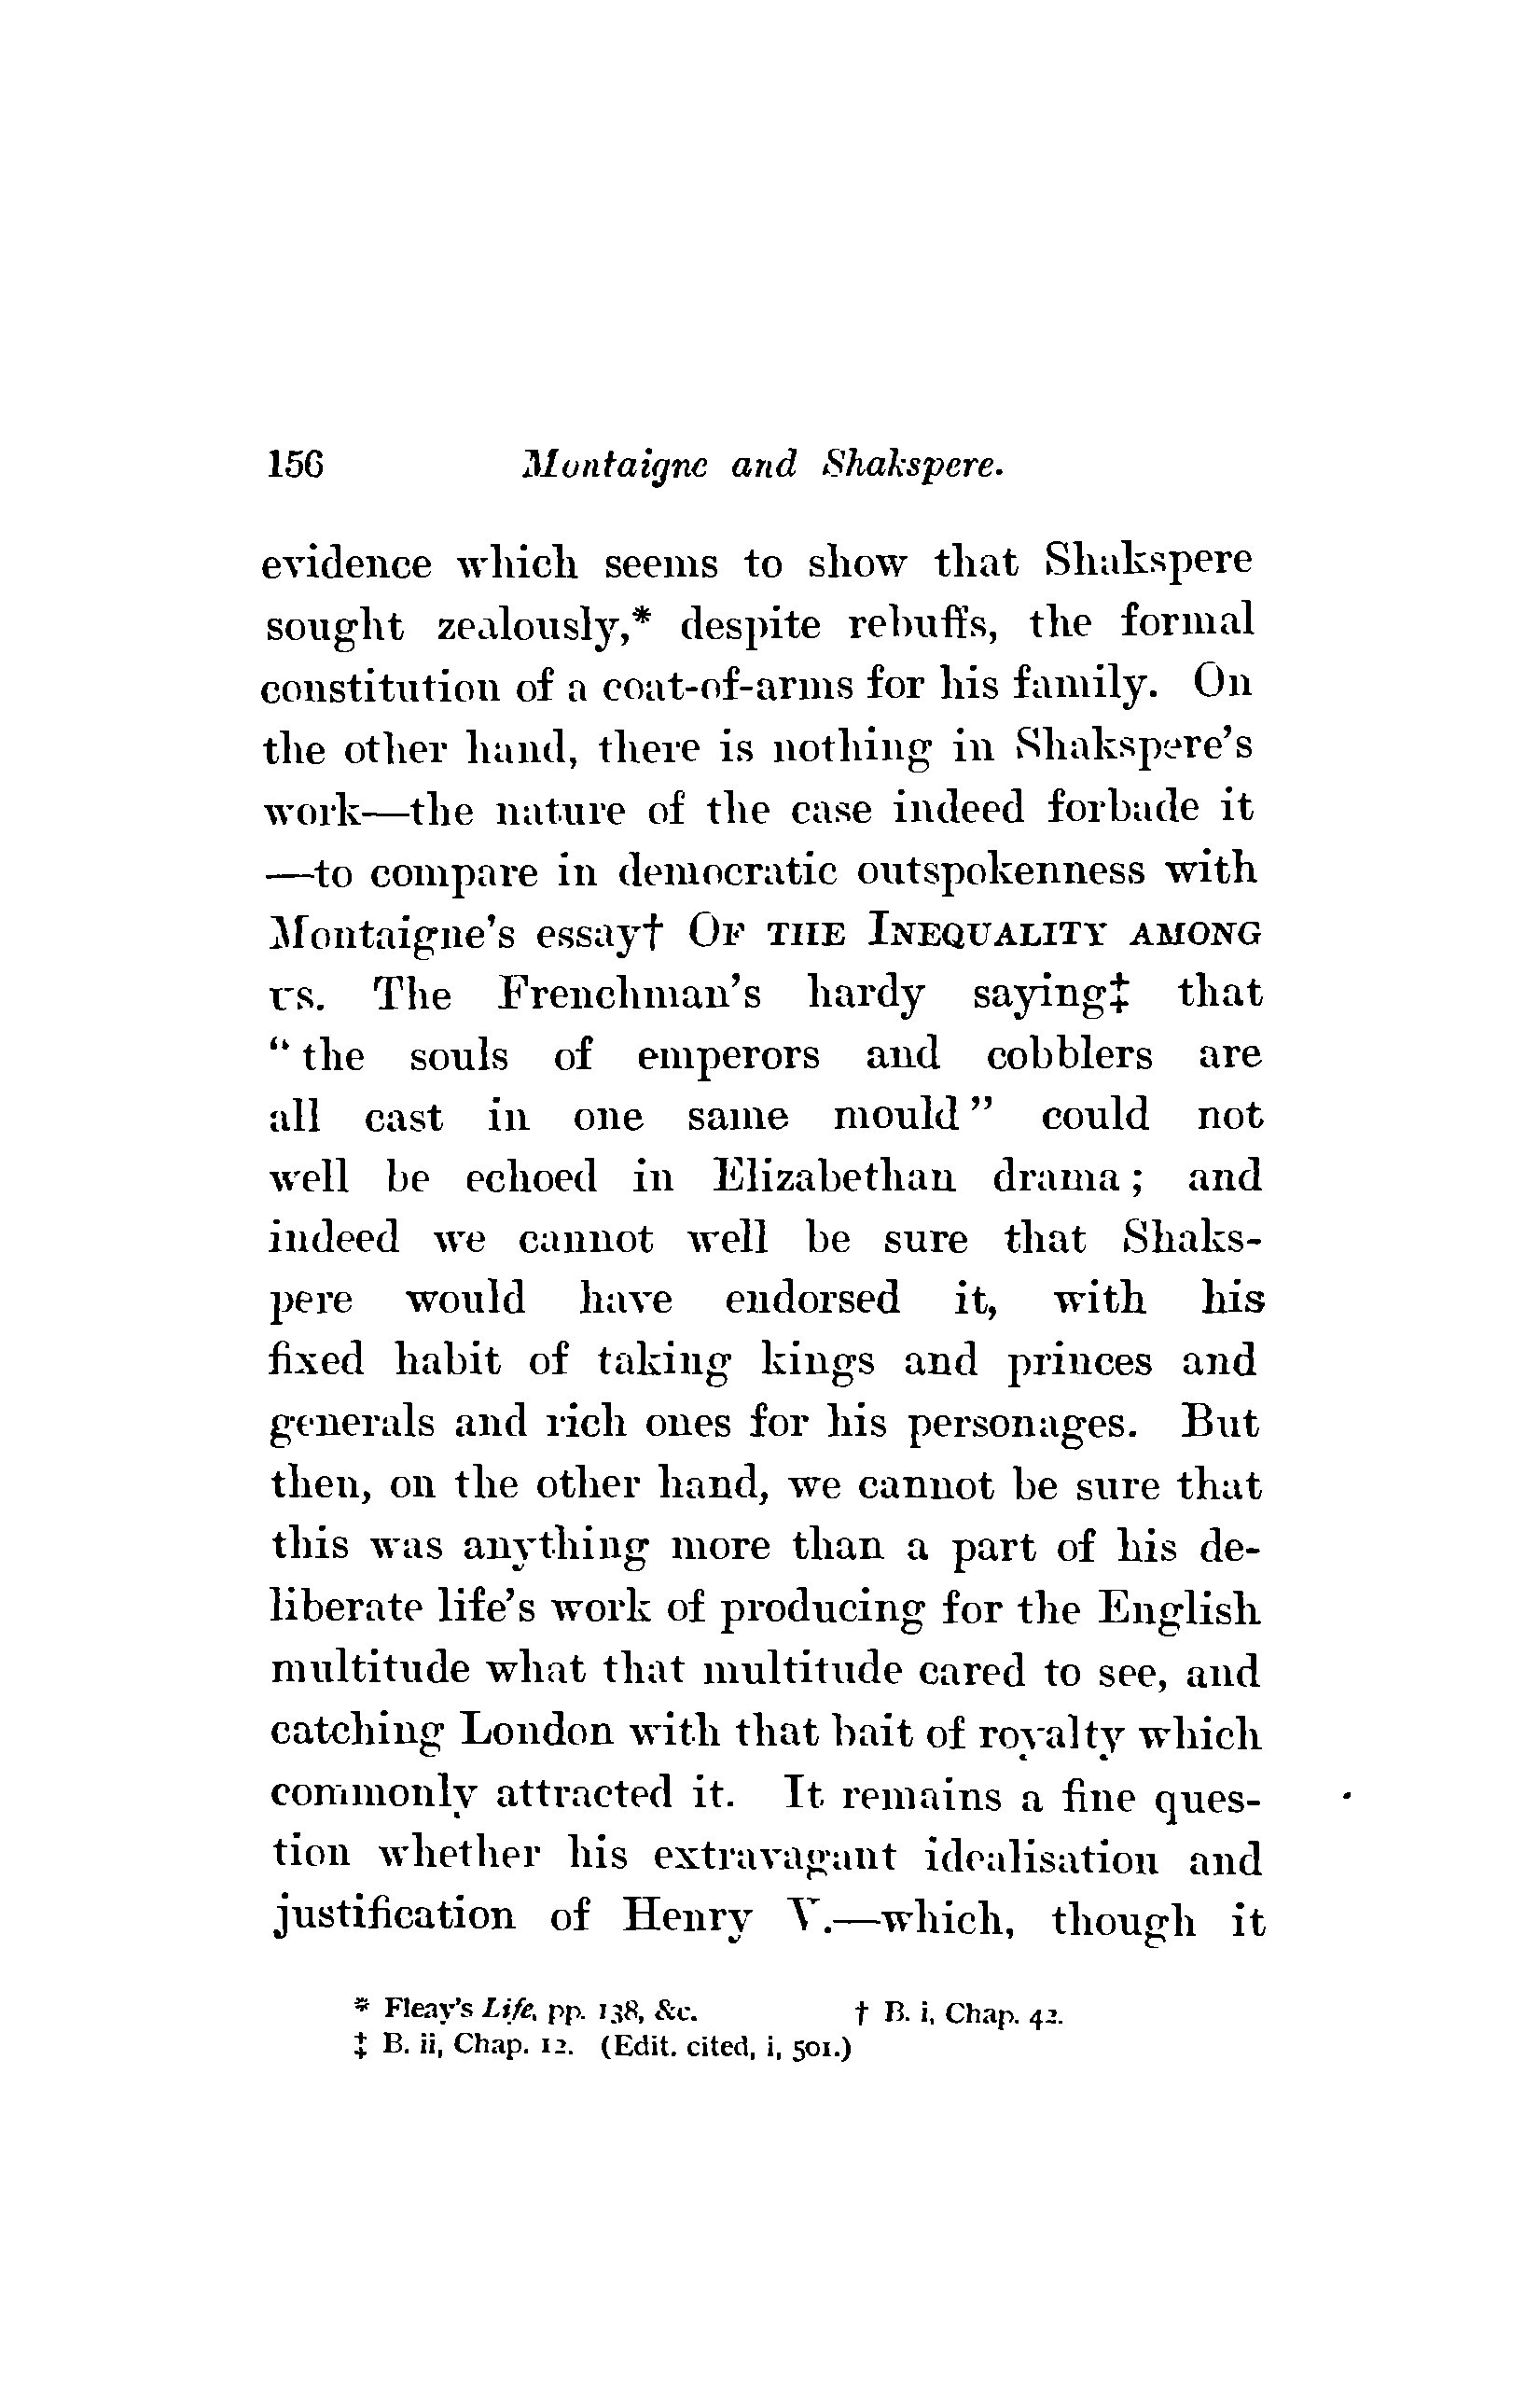 156 Montaigne and Shakspere.
evidence which seems to show that Shakspere
sought zealously,* despite rebuffs, the formal
constitution of a coat-of-arms for his family. On
the other hand, there is nothing in Shakspere's
work—the nature of the case indeed forbade it
—to compare in democratic outspokenness with
Montaigne's essay† Of the Inequality among
us. The Frenchman's hardy saying‡ that
"the souls of emperors and cobblers are
all cast in one same mould" could not
well be echoed in Elizabethan drama; and
indeed we cannot well be sure that Shaks-
pere would have endorsed it, with his
fixed habit of taking kings and princes and
generals and rich ones for his personages. But
then, on the other hand, we cannot be sure that
this was anything more than a part of his de-
liberate life's work of producing for the English
multitude what that multitude cared to see, and
catching London with that bait of royalty which
commonly attracted it. It remains a fine ques-
tion whether his extravagant idealisation and
justification of Henry V.—which, though it
* Fleay's Life, pp. 138, &c. † B. i, Chap. 42.
‡ B. ii, Chap. 12. (Edit. cited, i, 501.)